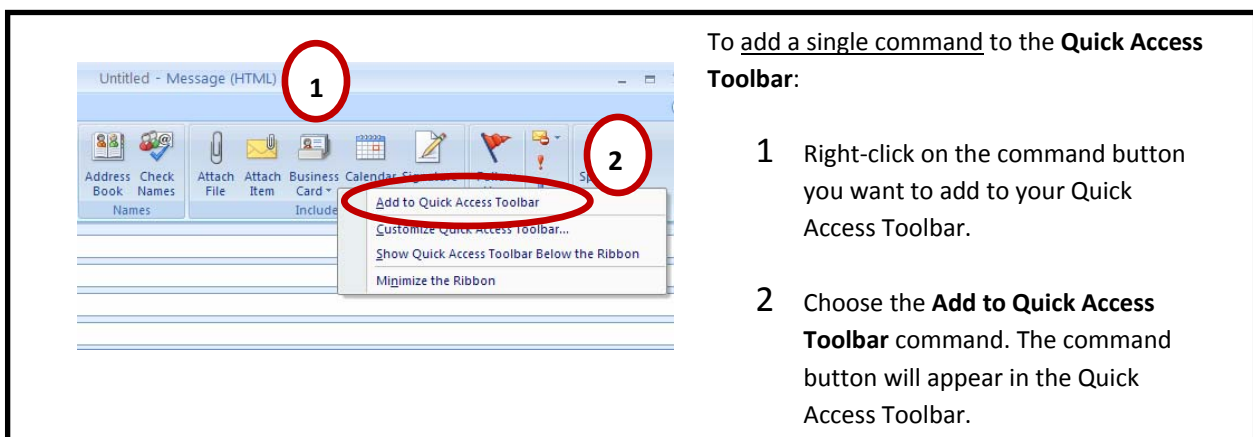 Untitled - Message (HTML)
1
2
Address Book
Check Names
Attach File
Attach Item
Business Card
Calendar
Signature
Names
Include
Add to Quick Access Toolbar
Customize Quick Access Toolbar...
Show Quick Access Toolbar Below the Ribbon
Minimize the Ribbon
To add a single command to the Quick Access
Toolbar:
1 Right-click on the command button
you want to add to your Quick
Access Toolbar.
2 Choose the Add to Quick Access
Toolbar command. The command
button will appear in the Quick
Access Toolbar.